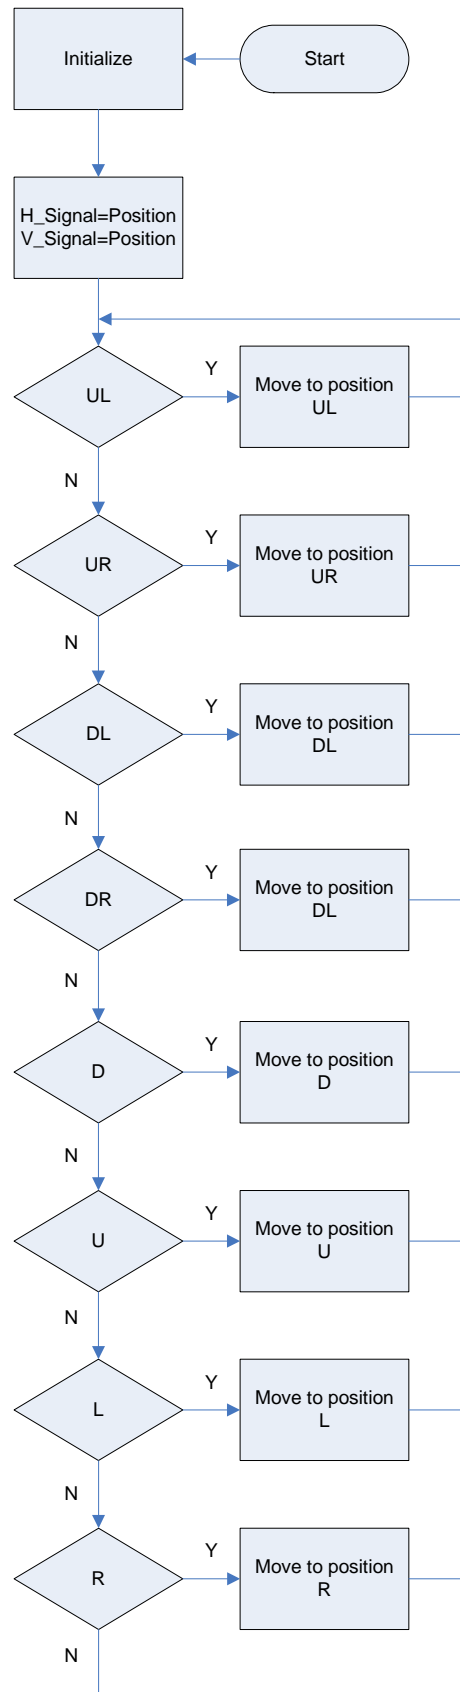 Initialize
Start
H_Signal=Position
V_Signal=Position
UL
Y
Move to position
UL
N
UR
Y
Move to position
UR
N
DL
Y
Move to position
DL
N
DR
Y
Move to position
DL
N
D
Y
Move to position
D
N
U
Y
Move to position
U
N
L
Y
Move to position
L
N
R
Y
Move to position
R
N